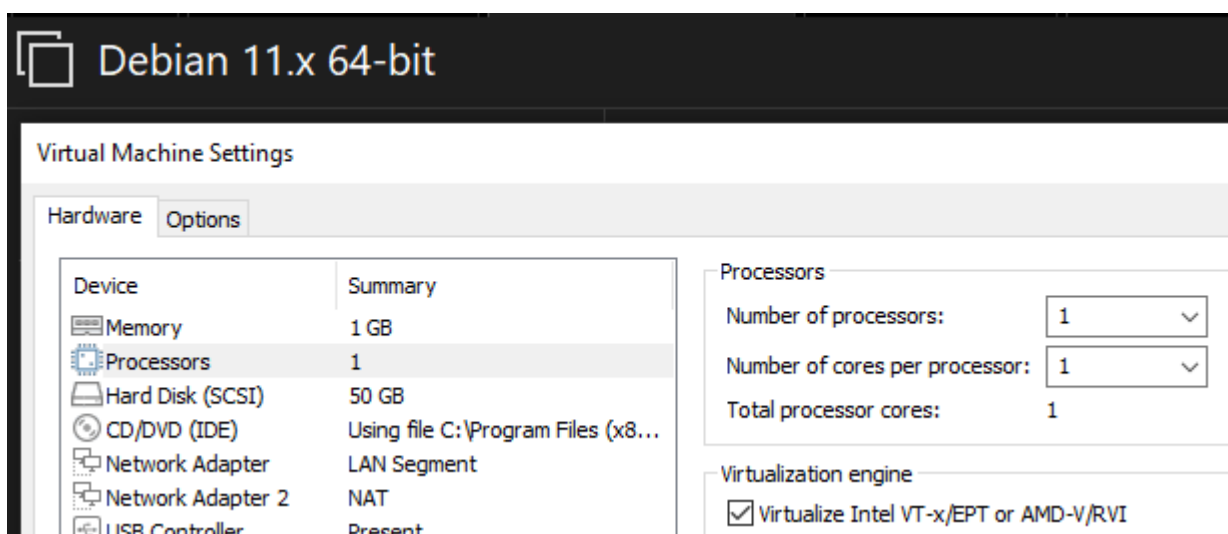 Debian 11.x 64-bit
Virtual Machine Settings
Hardware Options
Device Summary
Memory 1 GB
Processors 1
Hard Disk (SCSI) 50 GB
CD/DVD (IDE) Using file C:\Program Files (x8...
Network Adapter LAN Segment
Network Adapter 2 NAT
USB Controller Present
Processors
Number of processors: 1
Number of cores per processor: 1
Total processor cores: 1
Virtualization engine
Virtualize Intel VT-x/EPT or AMD-V/RVI